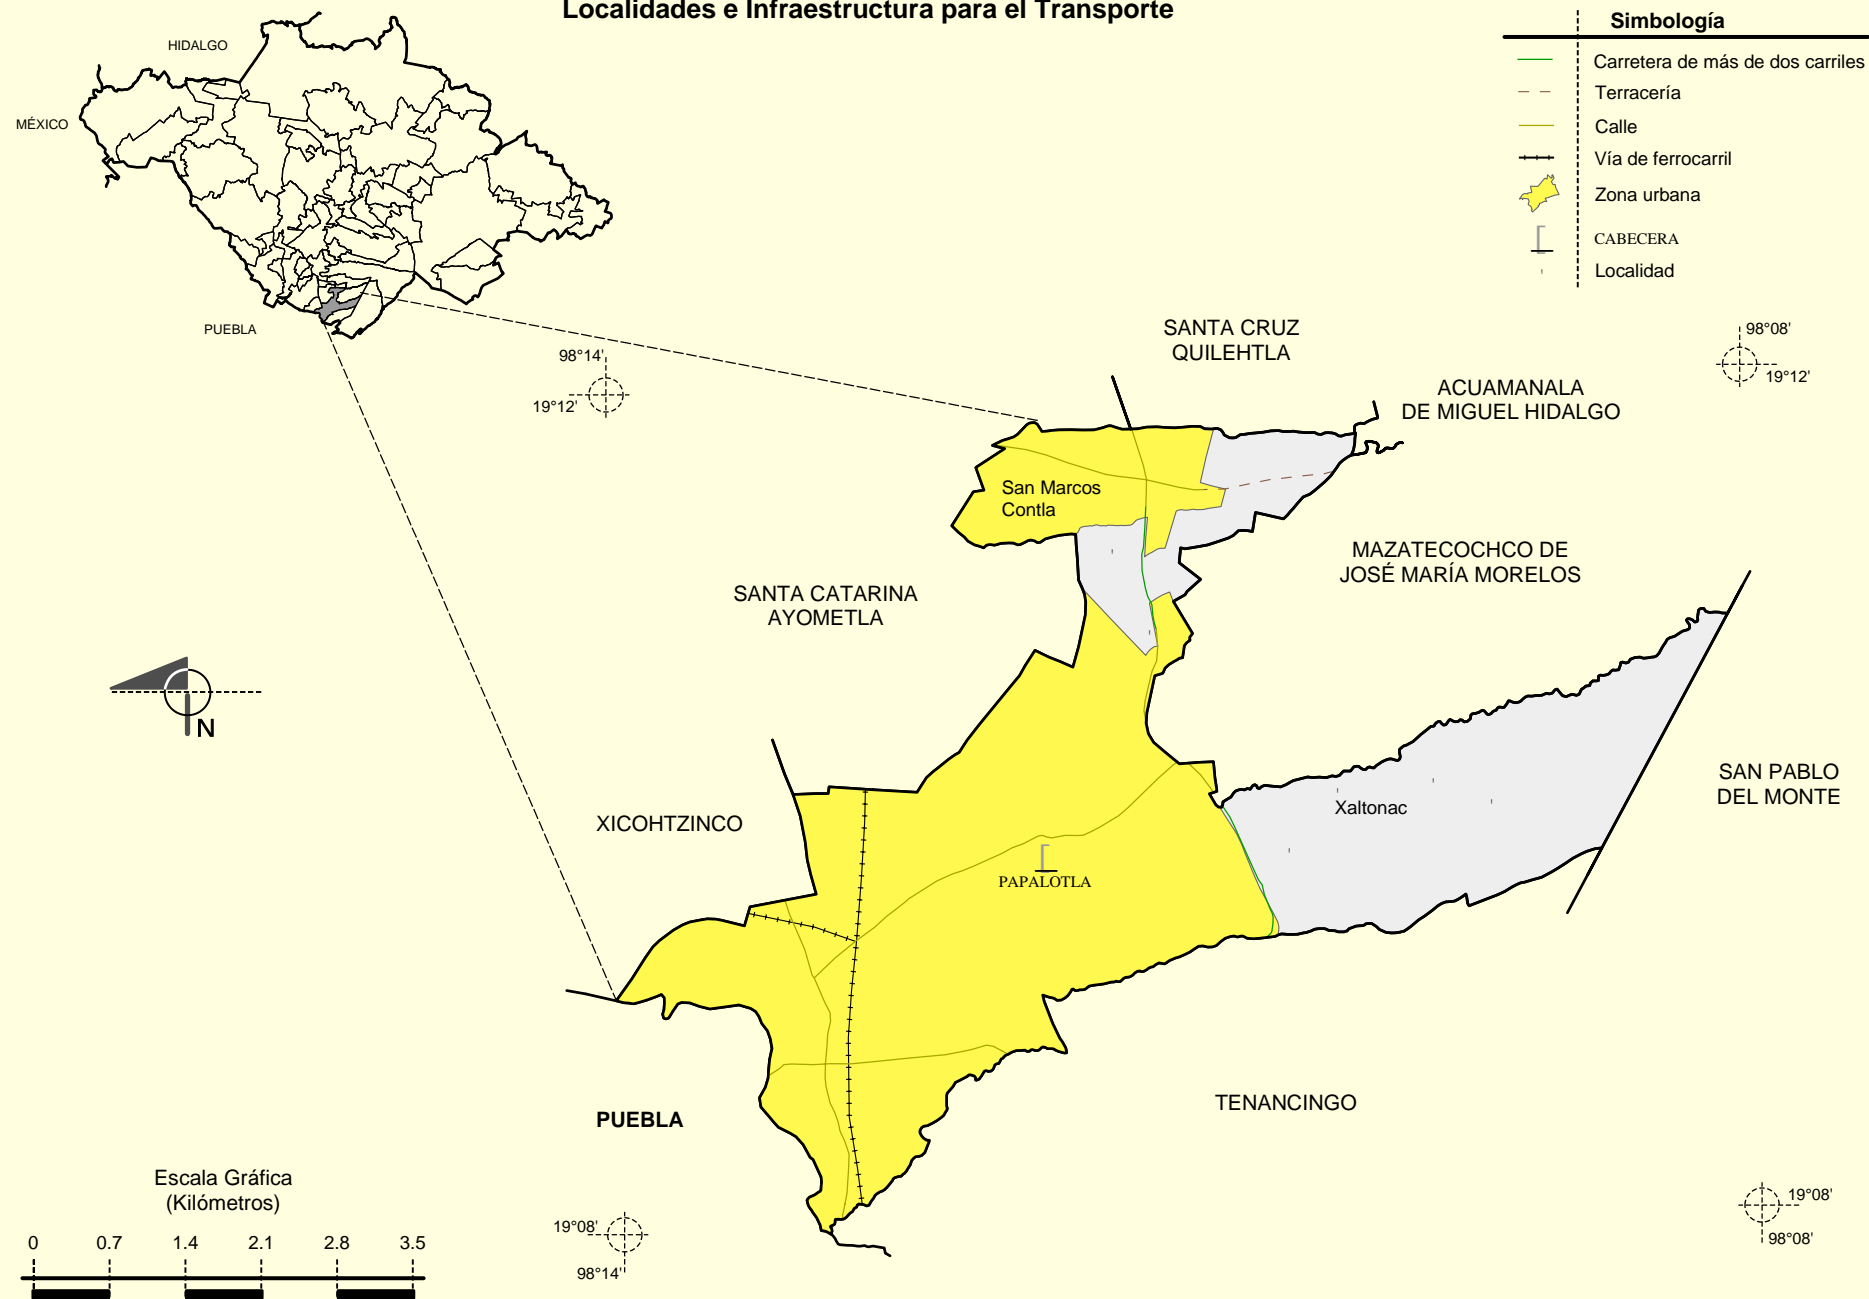 Localidades e Infraestructura para el Transporte
Simbología
Carretera de más de dos carriles
Terracería
Calle
Vía de ferrocarril
Zona urbana
CABECERA
Localidad
HIDALGO
MÉXICO
PUEBLA
98°14'
19°12'
SANTA CRUZ
QUILEHTLA
98°08'
19°12'
ACUAMANALA
DE MIGUEL HIDALGO
San Marcos
Contla
MAZATECOCHCO DE
JOSÉ MARÍA MORELOS
SANTA CATARINA
AYOMETLA
N
SAN PABLO
DEL MONTE
Xaltonac
XICOHTZINCO
PAPALOTLA
TENANCINGO
PUEBLA
Escala Gráfica
(Kilómetros)
0 0.7 1.4 2.1 2.8 3.5
19°08'
98°14'
19°08'
98°08'